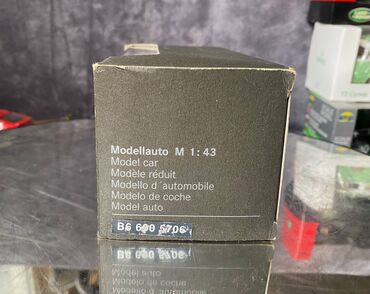 Modellauto M 1:43
Model car
Modèle réduit
Modello d´automobile
Modelo de coche
Model auto
B6 600 5706